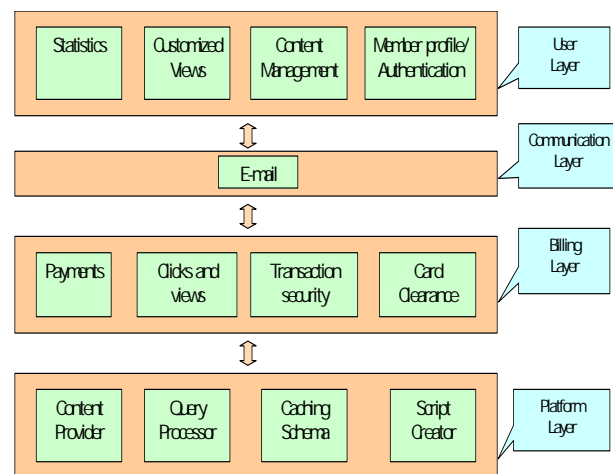 Statistics
Customized
Views
Content
Management
Member profile/
Authentication
User
Layer
E-mail
Communication
Layer
Payments
Clicks and
views
Transaction
security
Card
Clearance
Billing
Layer
Content
Provider
Query
Processor
Caching
Schema
Script
Creator
Platform
Layer